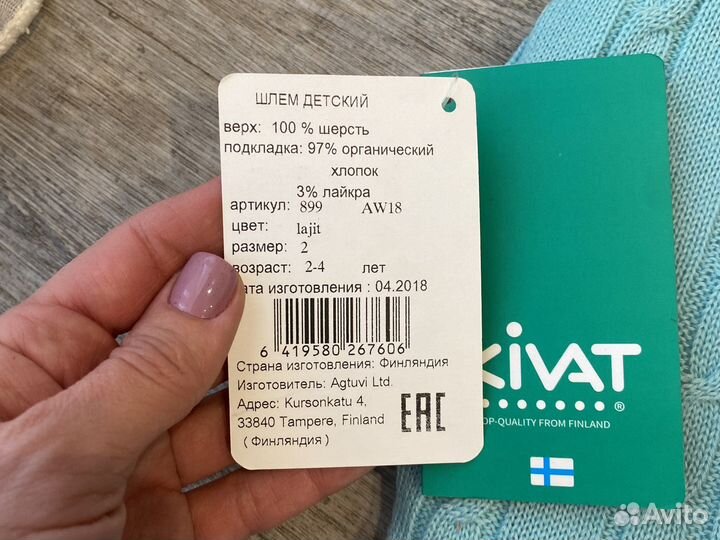 ШЛЕМ ДЕТСКИЙ
верх: 100 % шерсть
подкладка: 97% органический
хлопок
3% лайкра
артикул: 899 AW18
цвет: lajit
размер: 2
возраст: 2-4 лет
ата изготовления : 04.2018
6 419580 267606
Страна изготовления: Финляндия
Изготовитель: Agtuvi Ltd.
Адрес: Kursonkatu 4,
33840 Tampere, Finland
( Финляндия )
EAC
KIVAT
®
OP-QUALITY FROM FINLAND
Avito